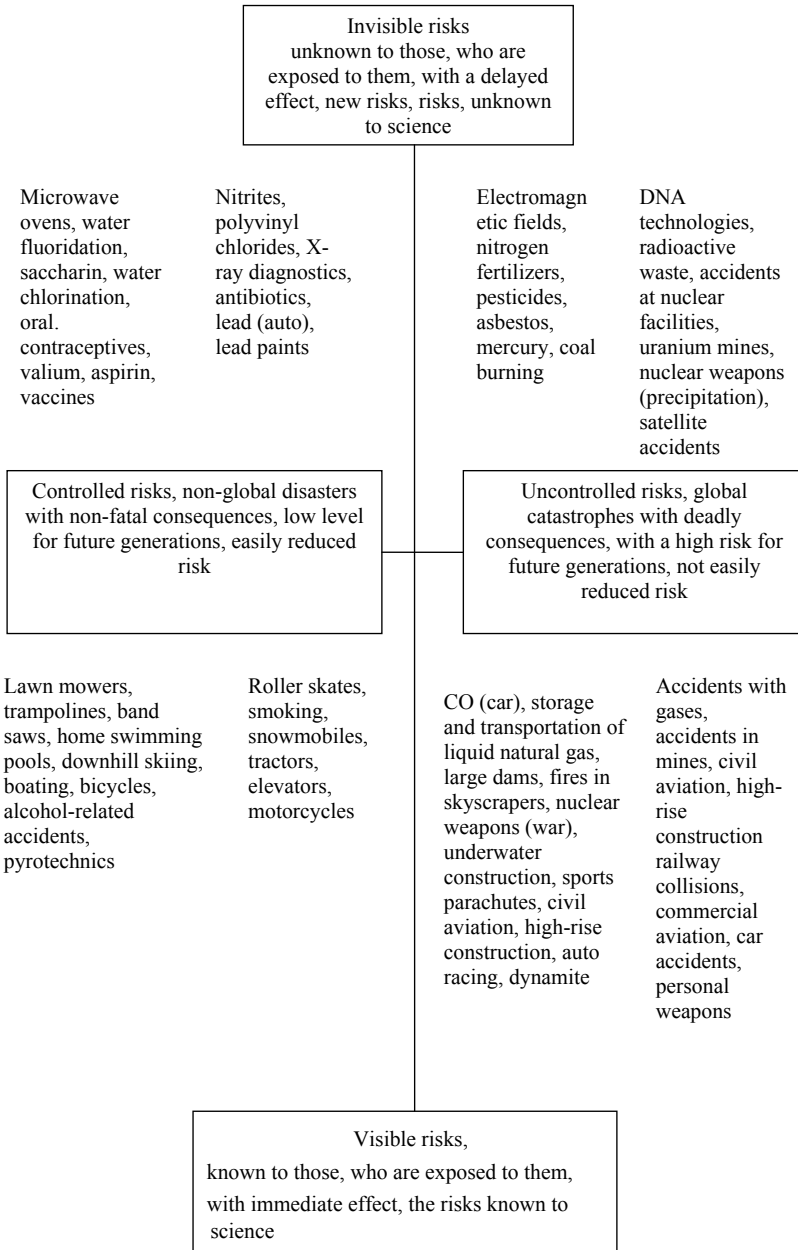 Invisible risks
unknown to those, who are
exposed to them, with a delayed
effect, new risks, risks, unknown
to science
Microwave
ovens, water
fluoridation,
saccharin, water
chlorination,
oral.
contraceptives,
valium, aspirin,
vaccines
Nitrites,
polyvinyl
chlorides, X-
ray diagnostics,
antibiotics,
lead (auto),
lead paints
Electromagn
etic fields,
nitrogen
fertilizers,
pesticides,
asbestos,
mercury, coal
burning
DNA
technologies,
radioactive
waste, accidents
at nuclear
facilities,
uranium mines,
nuclear weapons
(precipitation),
satellite
accidents
Controlled risks, non-global disasters
with non-fatal consequences, low level
for future generations, easily reduced
risk
Uncontrolled risks, global
catastrophes with deadly
consequences, with a high risk for
future generations, not easily
reduced risk
Lawn mowers,
trampolines, band
saws, home swimming
pools, downhill skiing,
boating, bicycles,
alcohol-related
accidents,
pyrotechnics
Roller skates,
smoking,
snowmobiles,
tractors,
elevators,
motorcycles
CO (car), storage
and transportation of
liquid natural gas,
large dams, fires in
skyscrapers, nuclear
weapons (war),
underwater
construction, sports
parachutes, civil
aviation, high-rise
construction, auto
racing, dynamite
Accidents with
gases,
accidents in
mines, civil
aviation, high-
rise
construction
railway
collisions,
commercial
aviation, car
accidents,
personal
weapons
Visible risks,
known to those, who are exposed to them,
with immediate effect, the risks known to
science